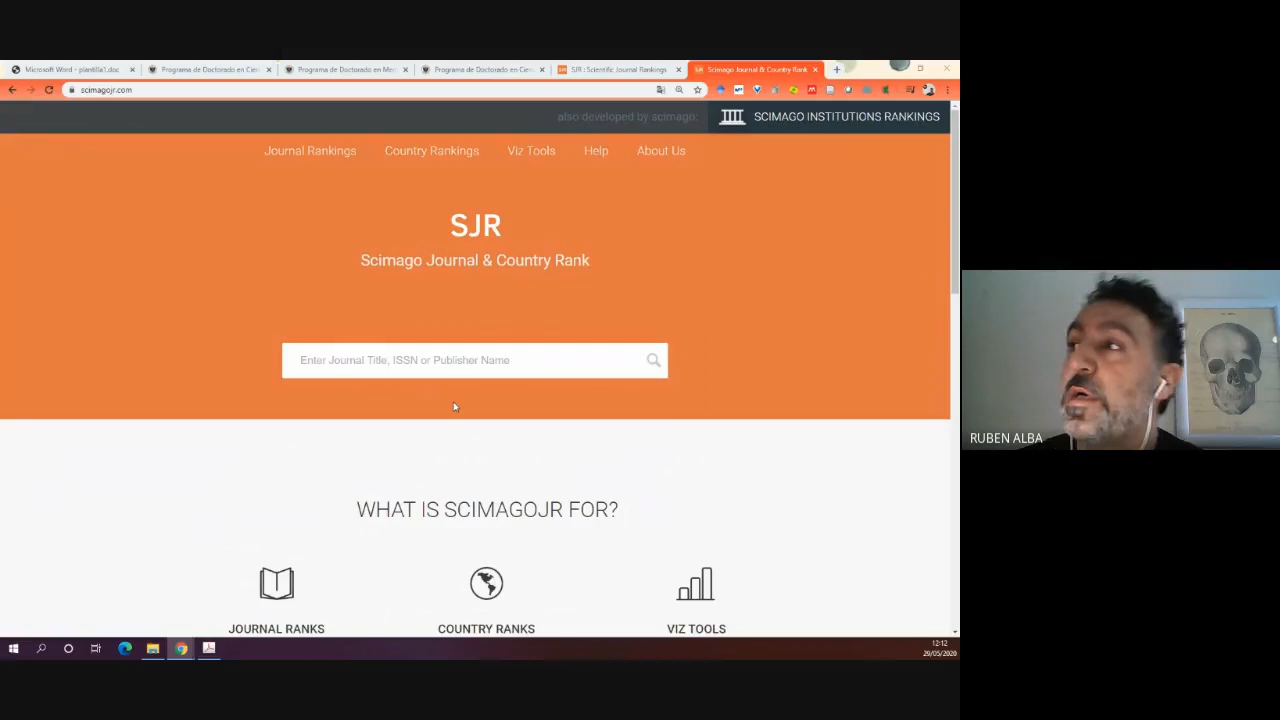 Microsoft Word - plantilla1.doc
Programa de Doctorado en Cien
Programa de Doctorado en Med
Programa de Doctorado en Cien
SJR : Scientific Journal Rankings
Scimago Journal & Country Rank
scimagojr.com
also developed by scimago:
SCIMAGO INSTITUTIONS RANKINGS
Journal Rankings
Country Rankings
Viz Tools
Help
About Us
SJR
Scimago Journal & Country Rank
Enter Journal Title, ISSN or Publisher Name
WHAT IS SCIMAGOJR FOR?
JOURNAL RANKS
COUNTRY RANKS
VIZ TOOLS
12:12
29/05/2020
RUBEN ALBA